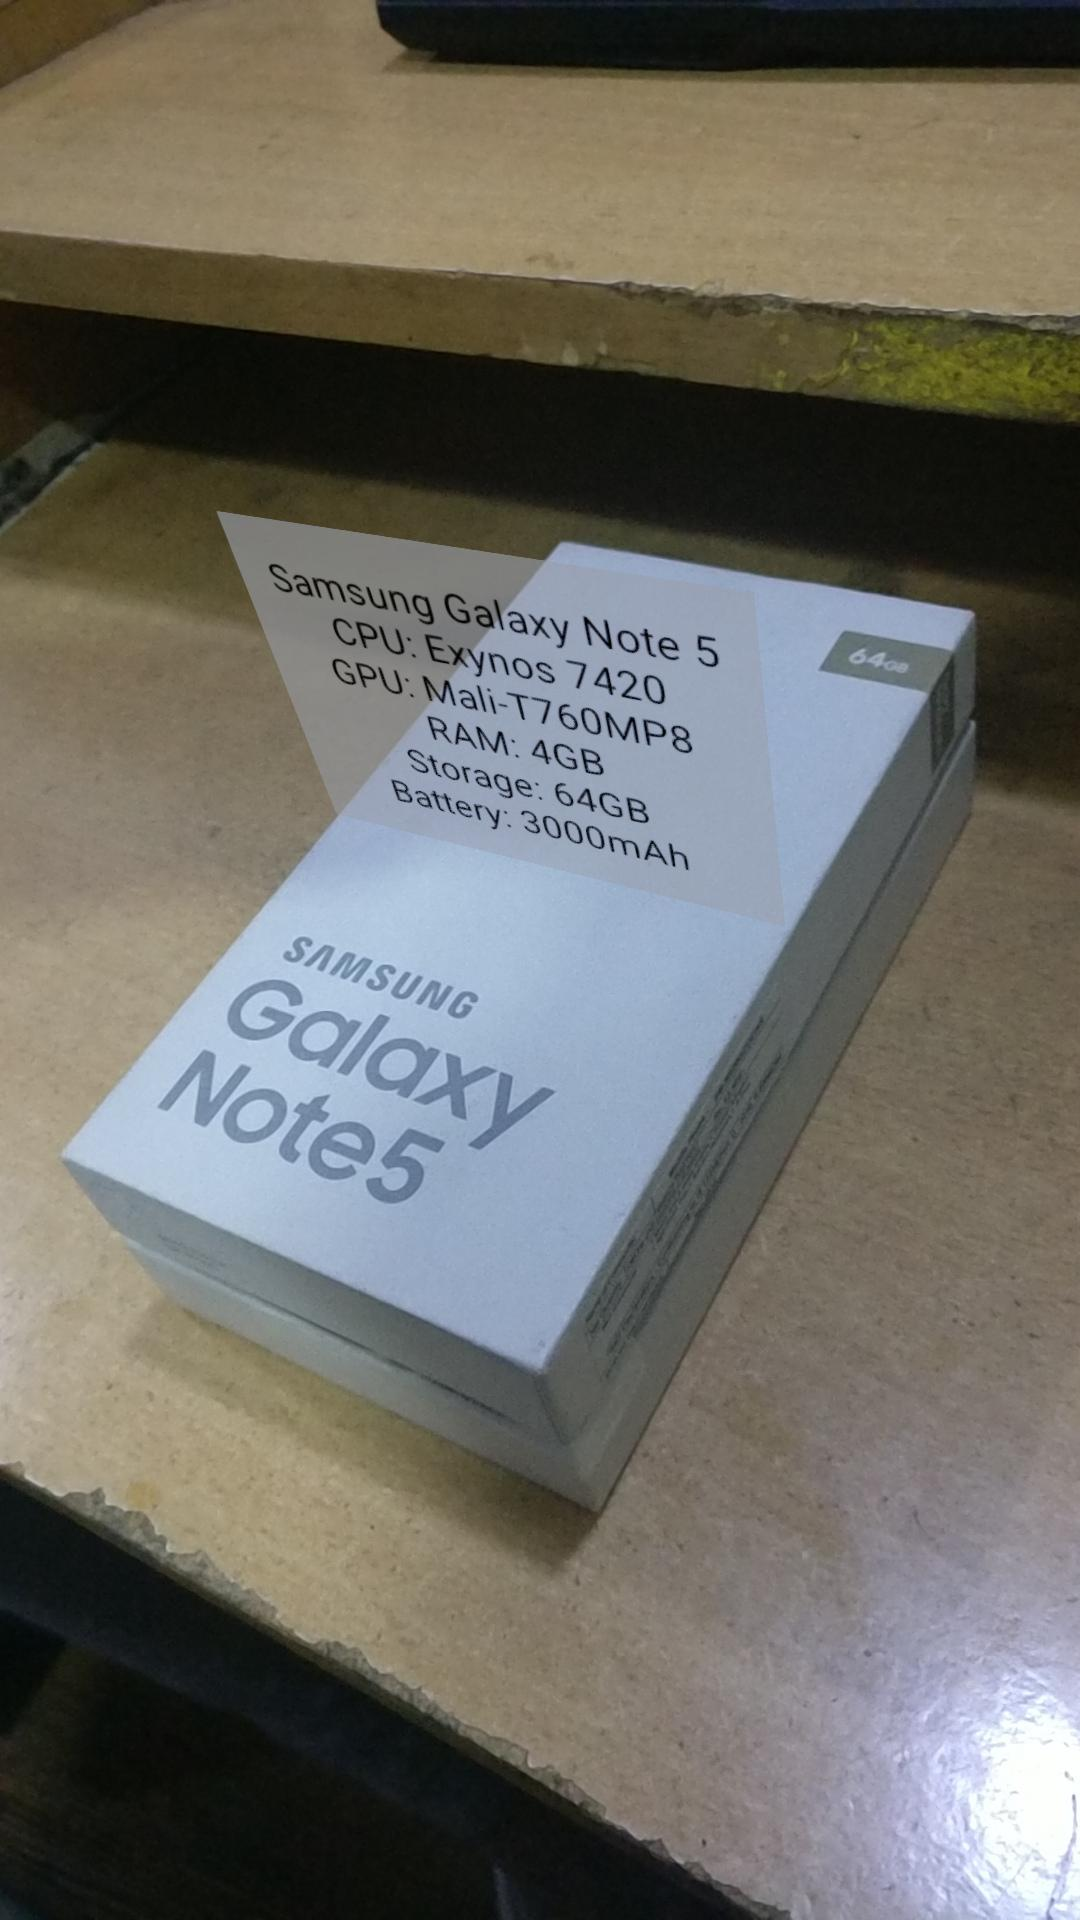 Samsung Galaxy Note 5
CPU: Exynos 7420
GPU: Mali-T760MP8
RAM: 4GB
Storage: 64GB
Battery: 3000mAh
64GB
SAMSUNG
Galaxy
Note5